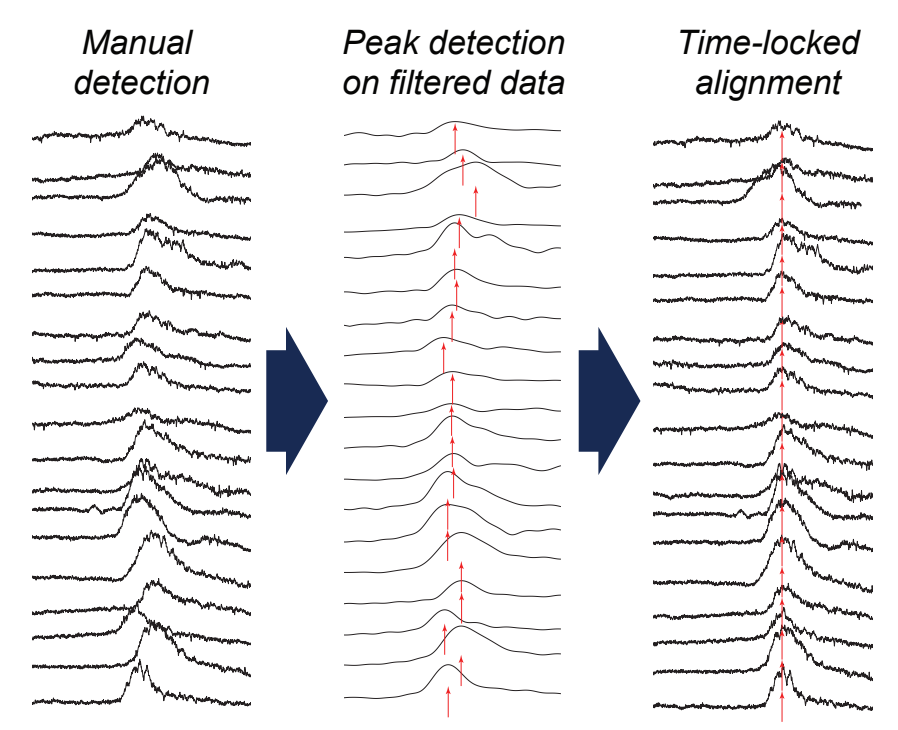 Manual
detection
Peak detection
on filtered data
Time-locked
alignment